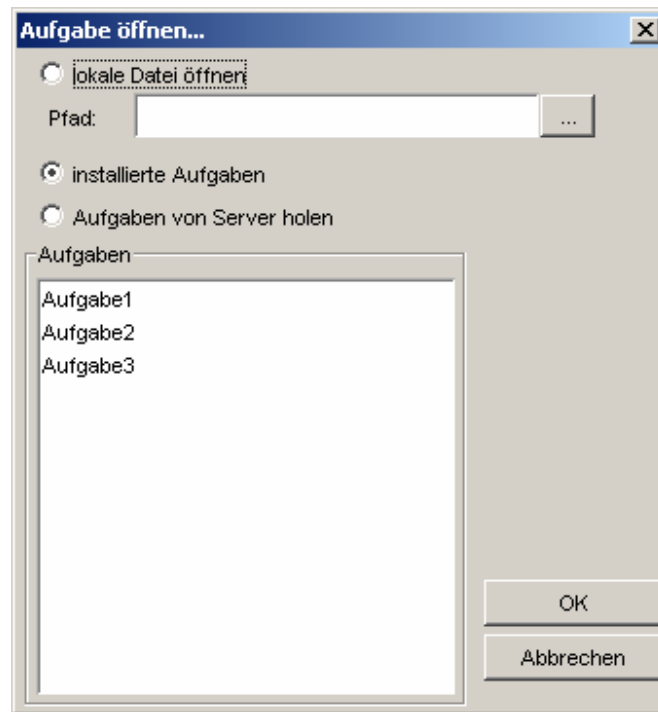 Aufgabe öffnen...
lokale Datei öffnen
Pfad:
...
installierte Aufgaben
Aufgaben von Server holen
Aufgaben
Aufgabe1
Aufgabe2
Aufgabe3
OK
Abbrechen